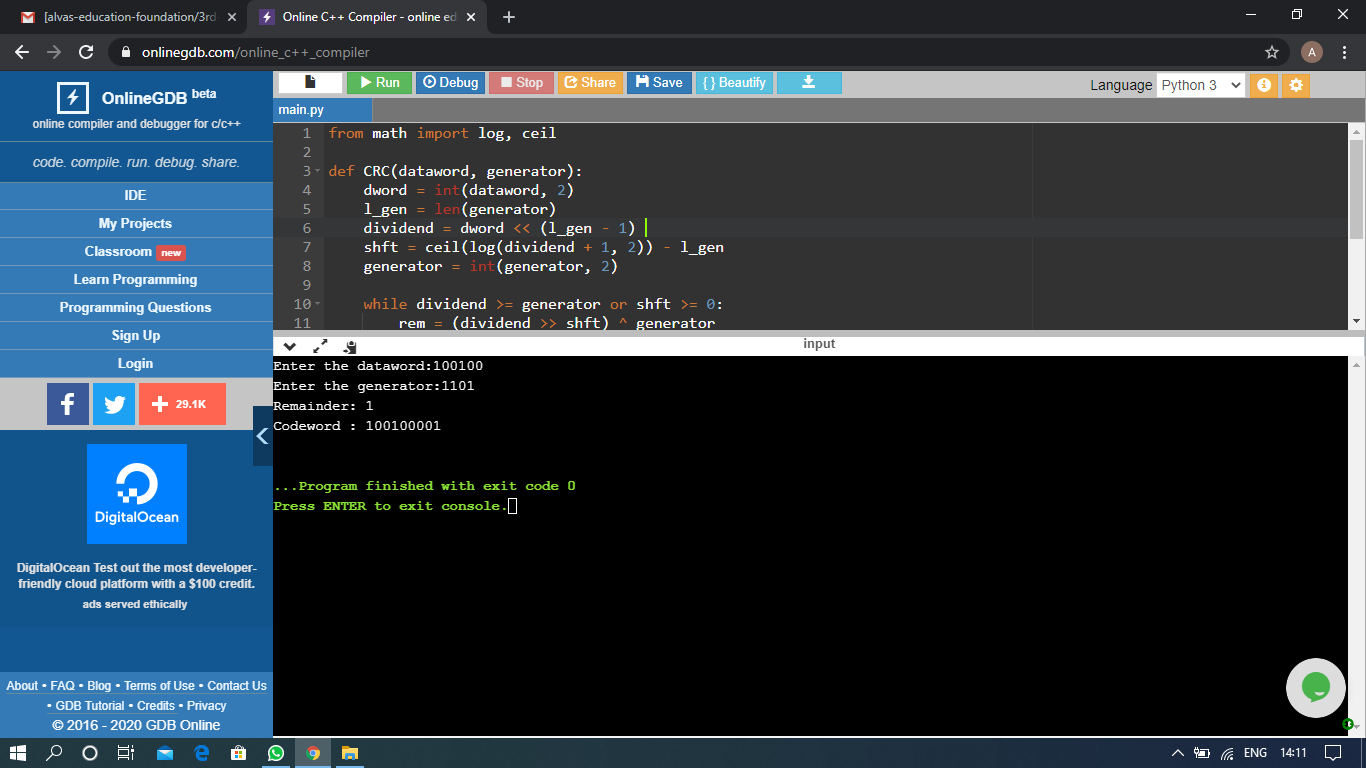 [alvas-education-foundation/3rd
Online C++ Compiler - online ed
onlinegdb.com/online_c++_compiler
A
OnlineGDB beta
online compiler and debugger for c/c++
code. compile. run. debug. share.
IDE
My Projects
Classroom new
Learn Programming
Programming Questions
Sign Up
Login
f
+ 29.1K
DigitalOcean
DigitalOcean Test out the most developer-
friendly cloud platform with a $100 credit.
ads served ethically
About • FAQ • Blog • Terms of Use • Contact Us
• GDB Tutorial • Credits • Privacy
© 2016 - 2020 GDB Online
Run Debug Stop Share Save { } Beautify
Language Python 3
main.py
1 from math import log, ceil
2
3 def CRC(dataword, generator):
4 dword = int(dataword, 2)
5 l_gen = len(generator)
6 dividend = dword << (l_gen - 1)
7 shft = ceil(log(dividend + 1, 2)) - l_gen
8 generator = int(generator, 2)
9
10 while dividend >= generator or shft >= 0:
11 rem = (dividend >> shft) ^ generator
input
Enter the dataword:100100
Enter the generator:1101
Remainder: 1
Codeword : 100100001
...Program finished with exit code 0
Press ENTER to exit console.
ENG 14:11